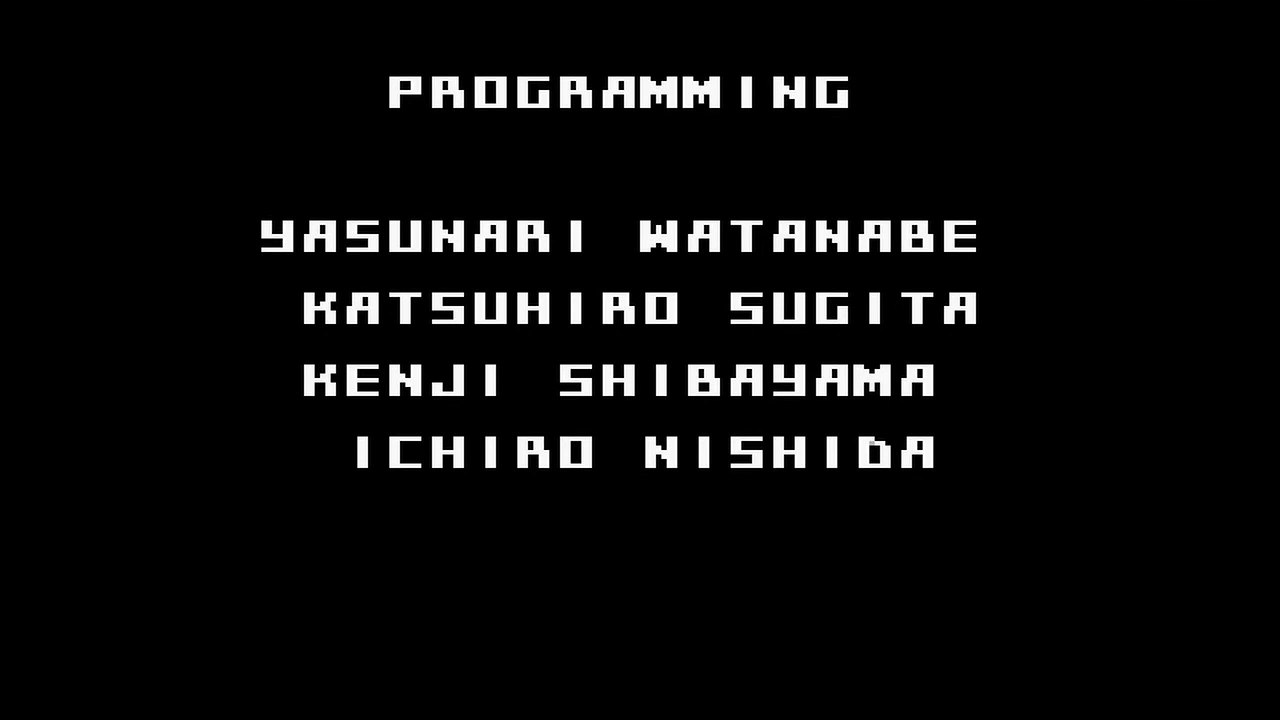 PROGRAMMING
YASUNARI WATANABE
KATSUHIRO SUGITA
KENJI SHIBAYAMA
ICHIRO NISHIDA